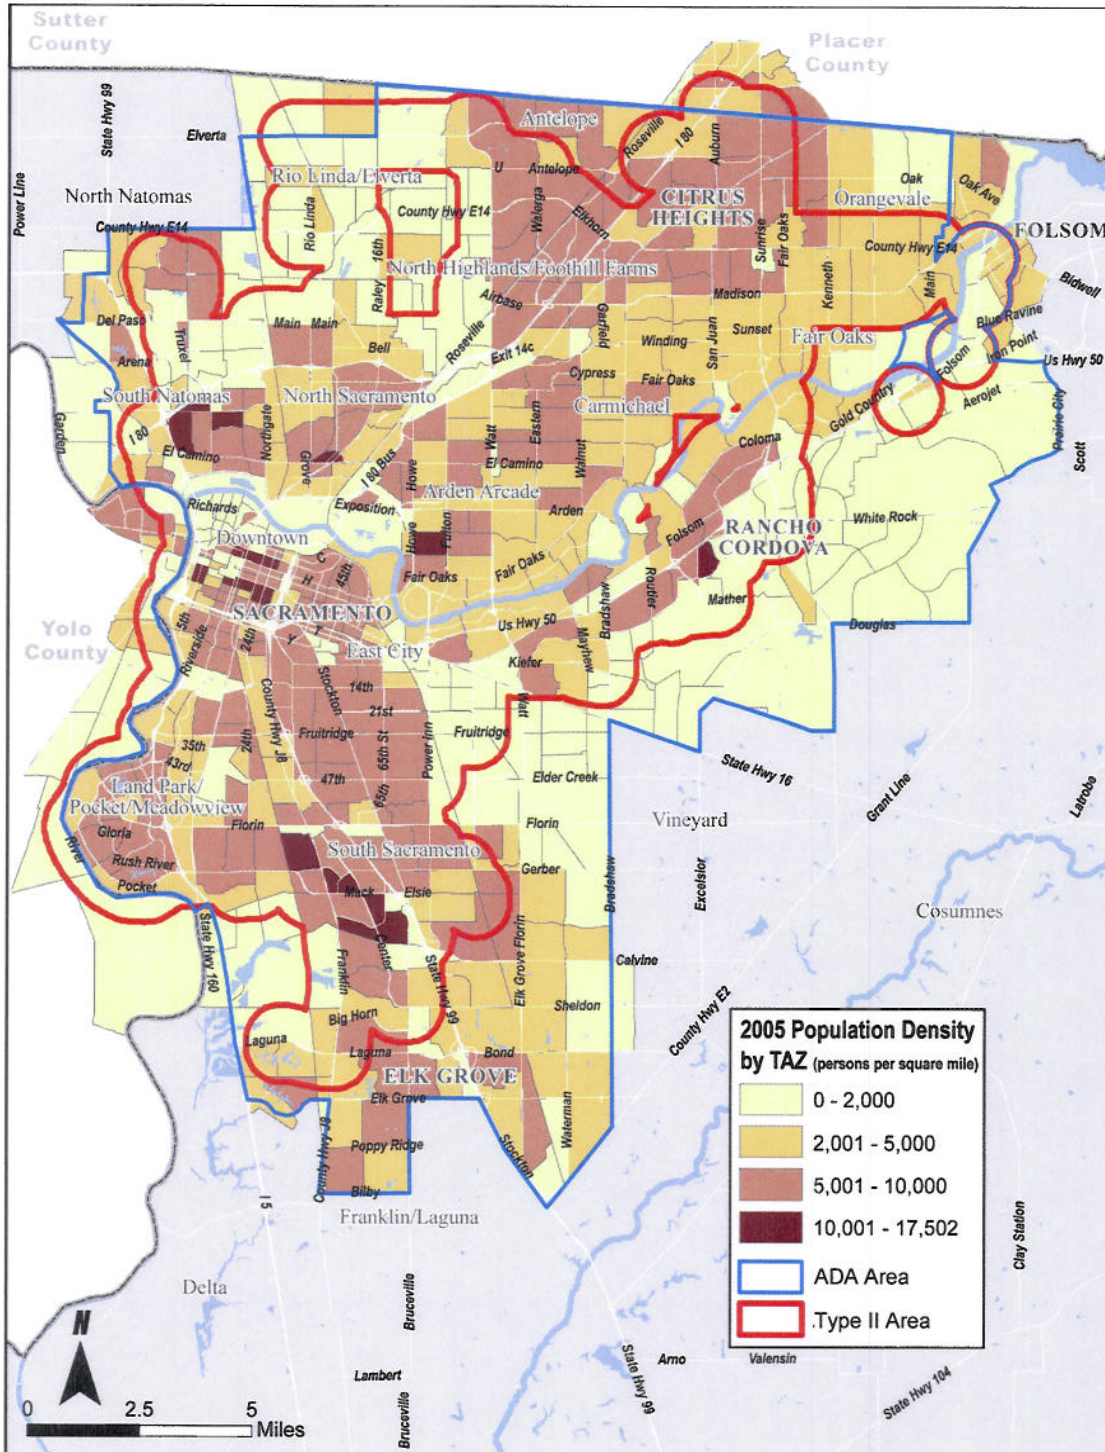 Sutter
County
Placer
County
State Hwy 99
Elverta
Antelope
Roseville
I 80
Auburn
Power Line
North Natomas
Rio Linda/Elverta
U
Antelope
Oak
Oak Ave
CITRUS
HEIGHTS
Orangevale
County Hwy E14
Rio Linda
16th
County Hwy E14
Walerga
Elkhorn
Sunrise
Fair Oaks
FOLSOM
County Hwy E14
North Highlands/Foothill Farms
Raley
Airbase
Madison
Kenneth
Main
Bidwell
Del Paso
Truxel
Main
Main
Bell
Roseville
Exit 14c
Garfield
Winding
San Juan
Sunset
Fair Oaks
Blue Ravine
Iron Point
Us Hwy 50
Arena
Cypress
Fair Oaks
Folsom
Aerojet
South Natomas
North Sacramento
Carmichael
Gold Country
Prairie City
Garden
I 80
Northgate
Eastern
Watt
Walnut
Coloma
Scott
El Camino
Grove
I 80 Bus
Howe
El Camino
Richards
Exposition
Arden Arcade
Arden
White Rock
Downtown
Howe
Fulton
Folsom
RANCHO
CORDOVA
C
H
45th
Fair Oaks
Fair Oaks
Routier
Mather
SACRAMENTO
Us Hwy 50
Bradshaw
Douglas
Yolo
County
5th
Riverside
24th
Y
T
East City
Kiefer
Mayhew
Stockton
14th
21st
Watt
County Hwy J8
Fruitridge
65th St
Power Inn
Fruitridge
35th
43rd
24th
47th
65th
Elder Creek
State Hwy 16
Grant Line
Latrobe
Land Park/
Pocket/Meadowview
Florin
Florin
Vineyard
Gloria
River
Rush River
Pocket
South Sacramento
Gerber
Mack
Elsie
Bradshaw
Excelsior
Cosumnes
State Hwy 160
Franklin
Center
State Hwy 99
Elk Grove Florin
Calvine
Sheldon
County Hwy E2
Big Horn
Laguna
Laguna
Bond
ELK GROVE
Elk Grove
Waterman
County Hwy J8
Poppy Ridge
Stockton
Bilby
I 5
Franklin/Laguna
Clay Station
Delta
Bruceville
Lambert
Bruceville
State Hwy 99
Arno
Valensin
State Hwy 104
2005 Population Density
by TAZ (persons per square mile)
0 - 2,000
2,001 - 5,000
5,001 - 10,000
10,001 - 17,502
ADA Area
.Type II Area
N
0
2.5
5
Miles